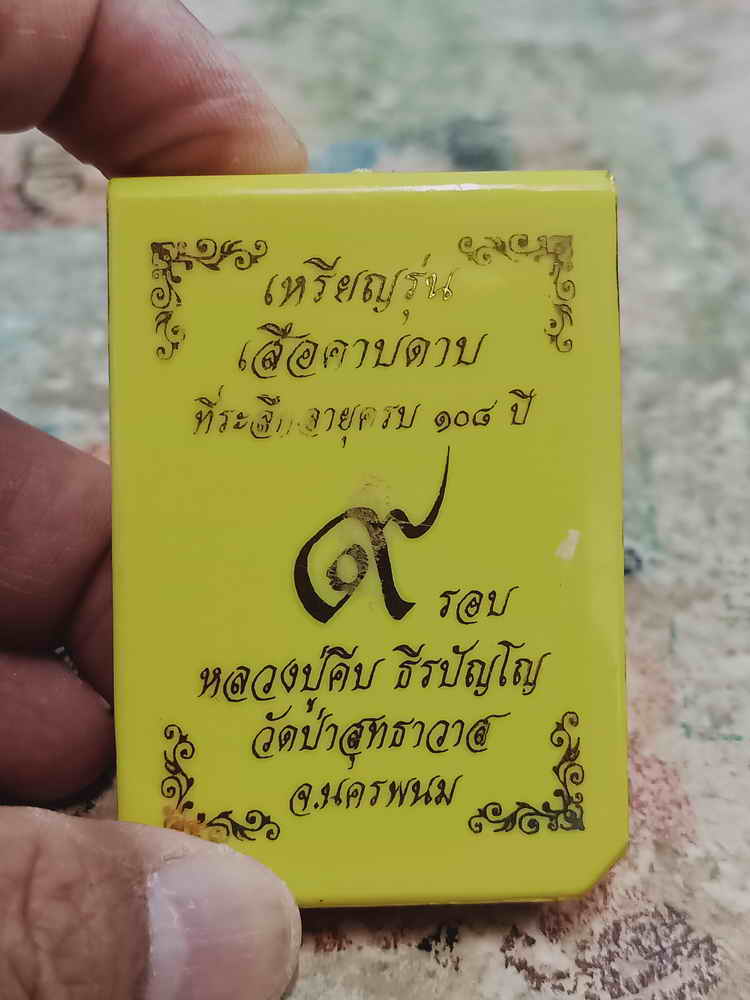 เหรียญรุ่น
เสือคาบดาบ
ที่ระลึกอายุครบ ๑๐๘ ปี
๙ รอบ
หลวงปู่คีบ ธีรปัญโญ
วัดป่าสุทธาวาส
จ.นครพนม